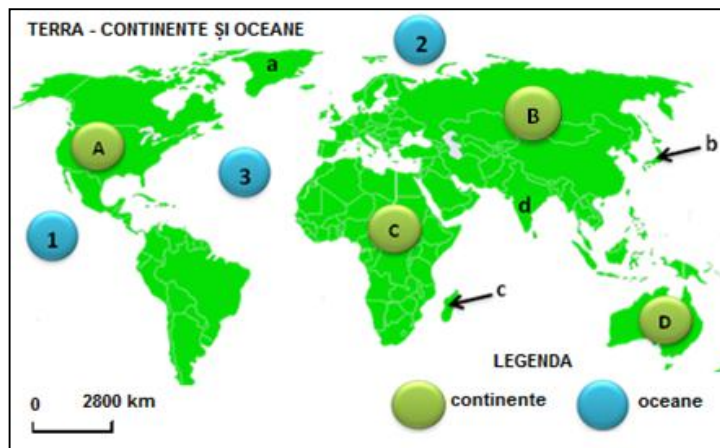 TERRA - CONTINENTE ȘI OCEANE
2
a
B
A
b
3
d
C
1
c
D
LEGENDA
0 2800 km
continente
oceane